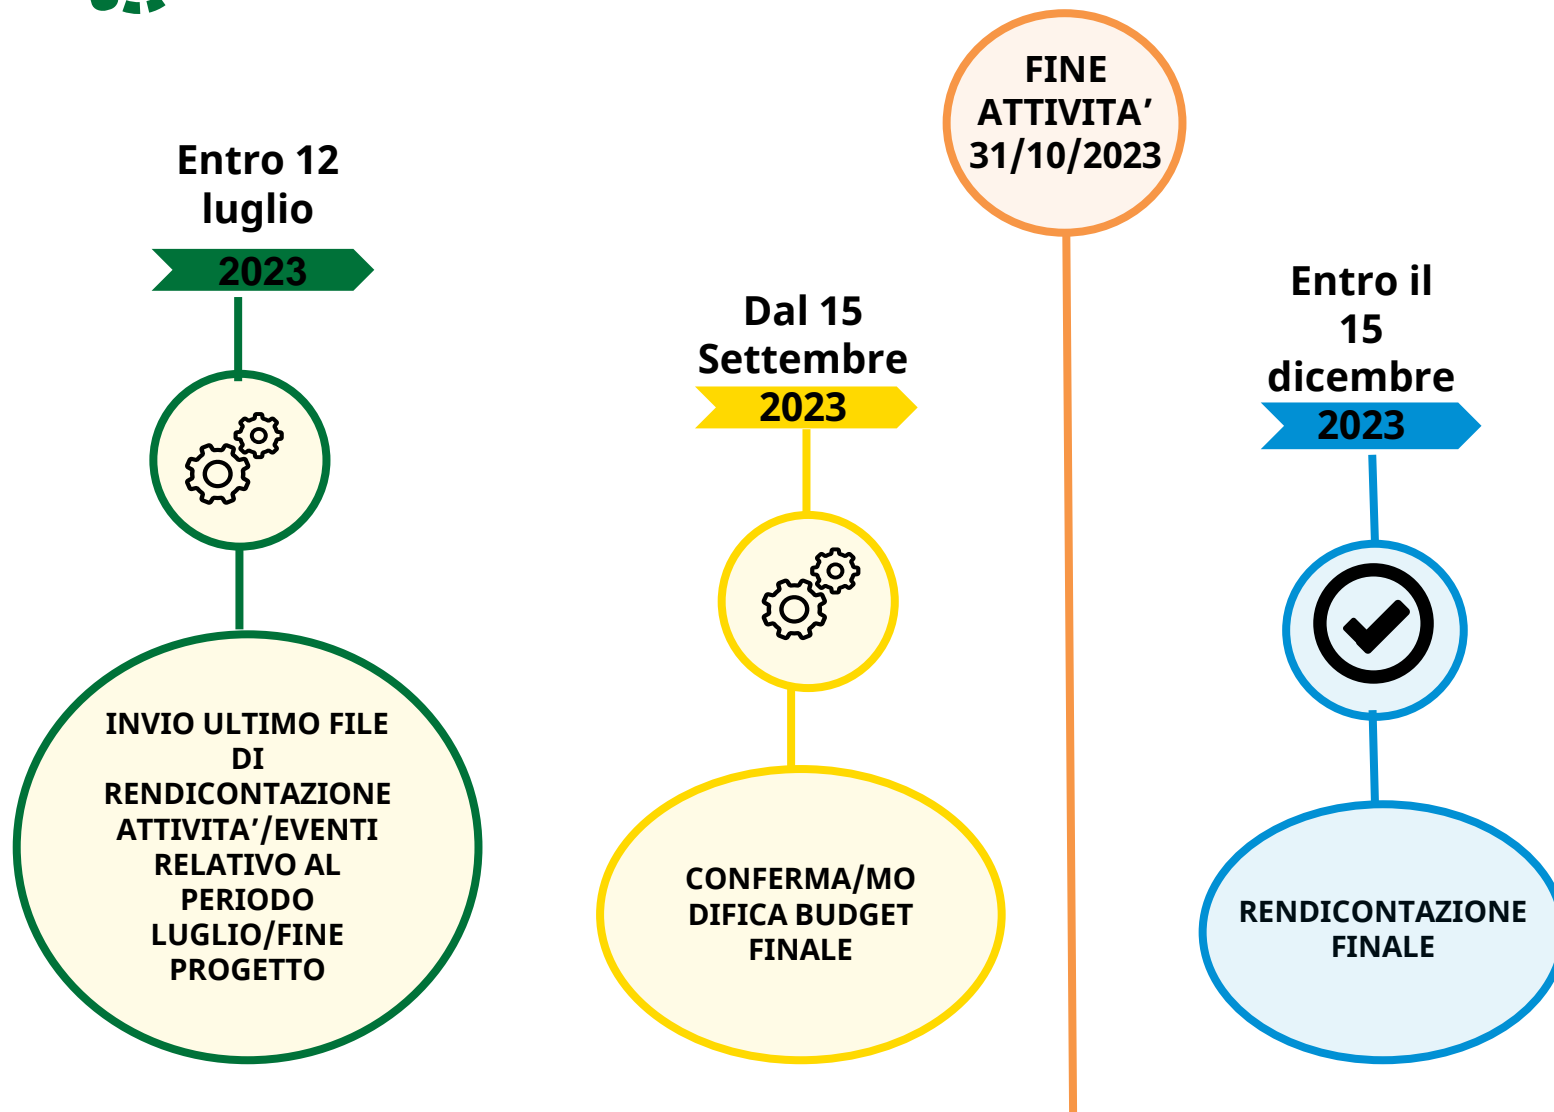 Entro 12
luglio
2023
INVIO ULTIMO FILE
DI
RENDICONTAZIONE
ATTIVITA’/EVENTI
RELATIVO AL
PERIODO
LUGLIO/FINE
PROGETTO
Dal 15
Settembre
2023
CONFERMA/MO
DIFICA BUDGET
FINALE
FINE
ATTIVITA’
31/10/2023
Entro il
15
dicembre
2023
RENDICONTAZIONE
FINALE